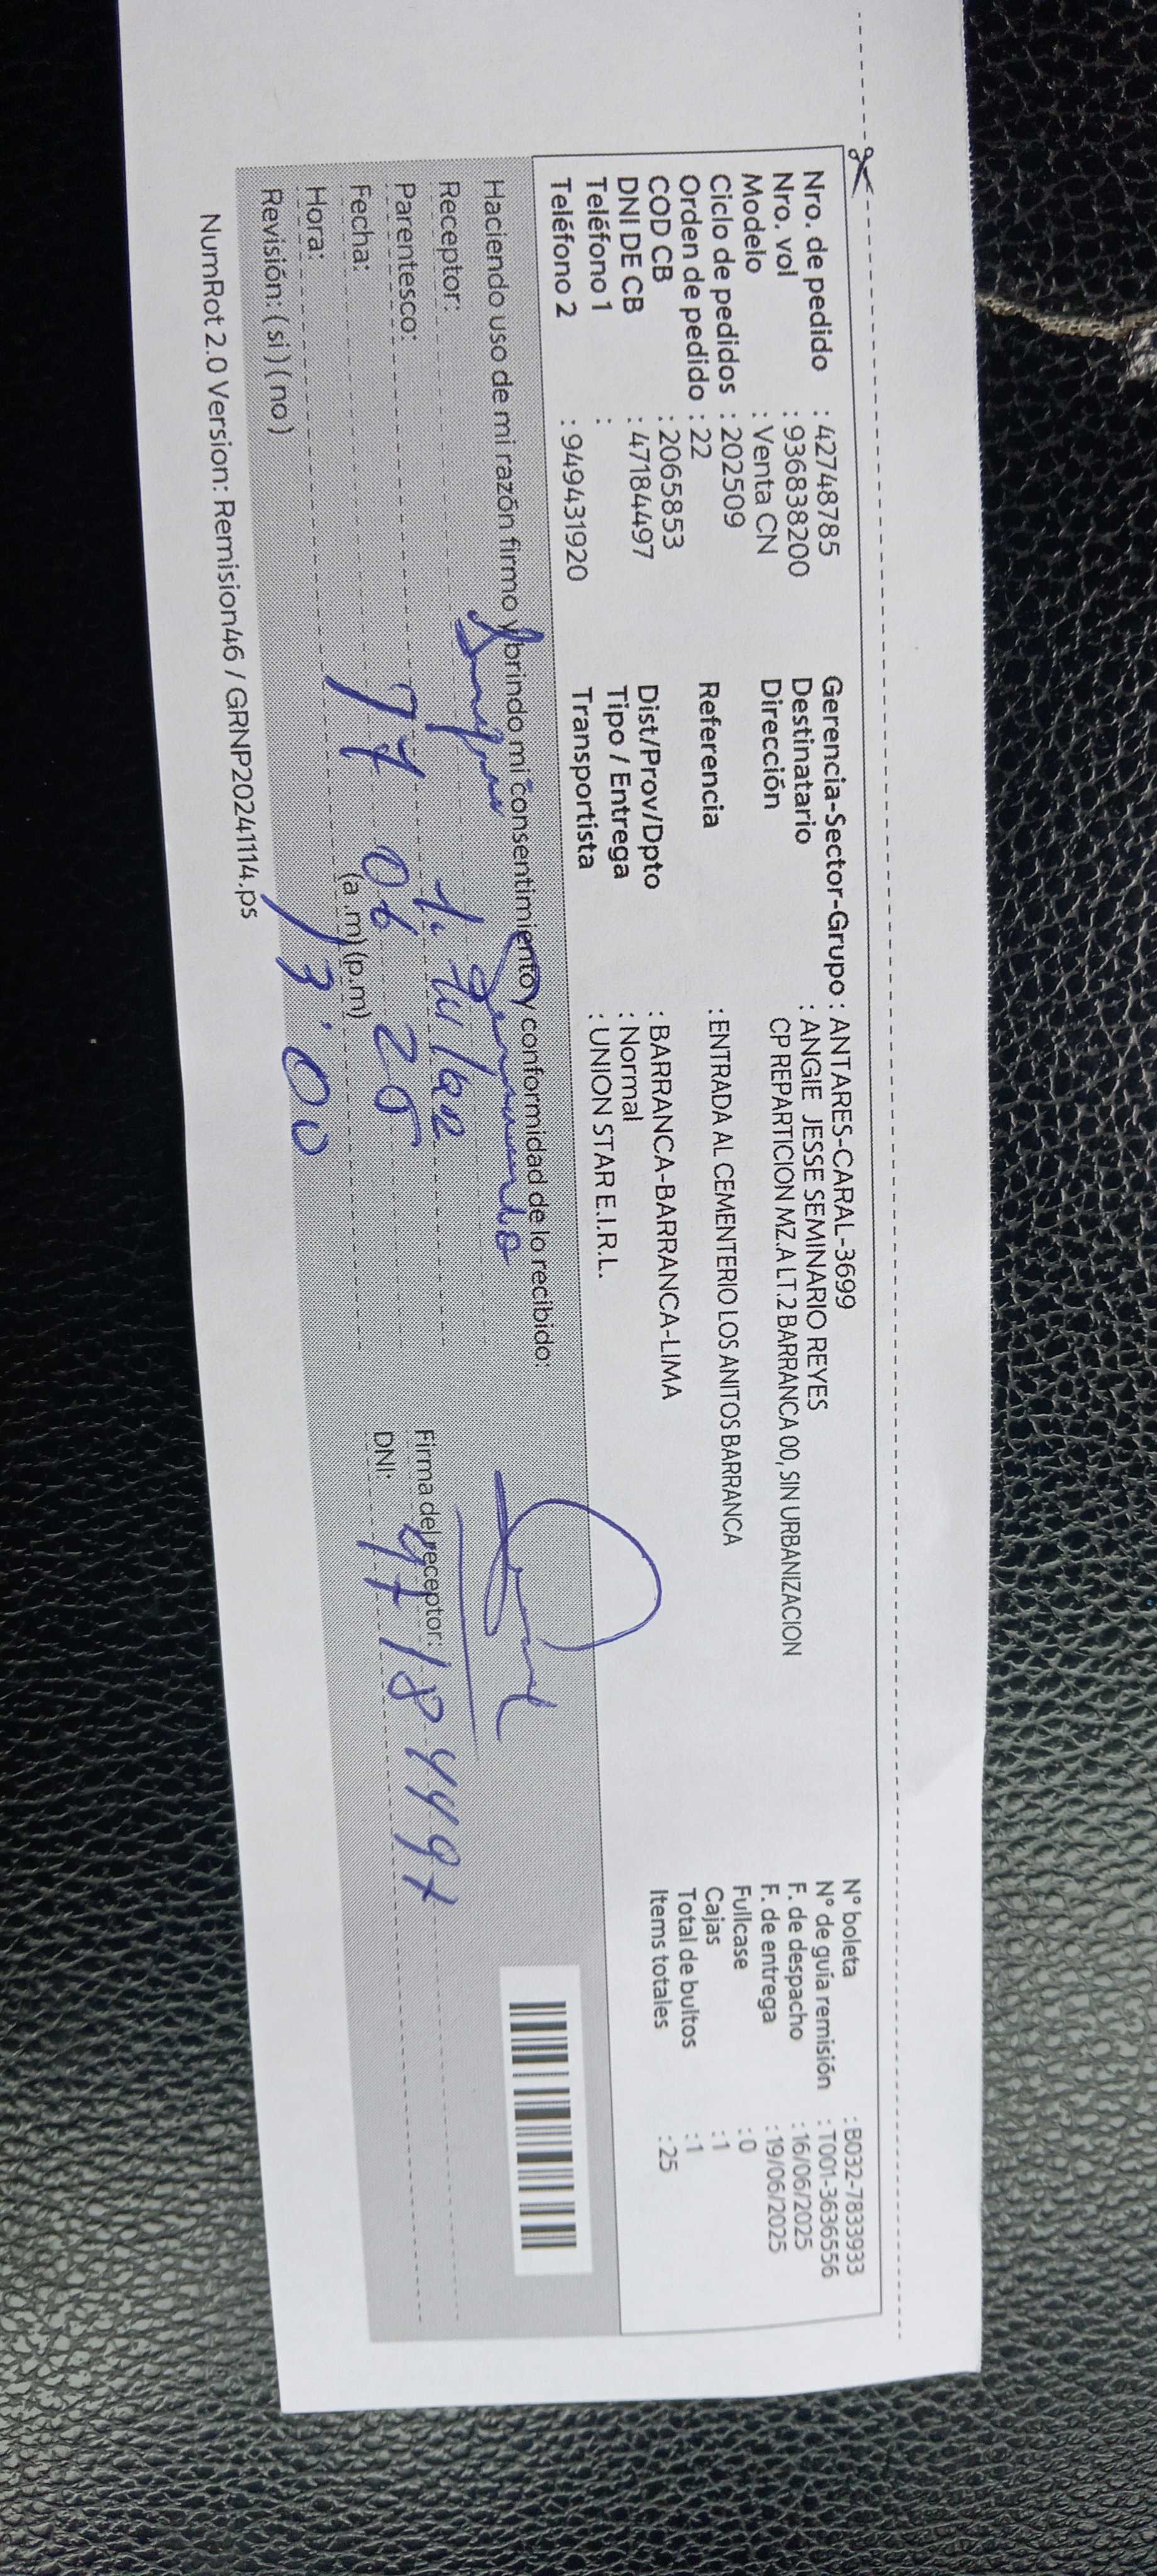 Nro. de pedido : 42748785
Nro. vol : 936838200
Modelo : Venta CN
Ciclo de pedidos : 202509
Orden de pedido : 22
COD CB : 2065853
DNI DE CB : 47184497
Teléfono 1 :
Teléfono 2 : 949431920
Gerencia-Sector-Grupo : ANTARES-CARAL-3699
Destinatario : ANGIE JESSE SEMINARIO REYES
Dirección CP REPARTICION MZ.A LT.2 BARRANCA 00, SIN URBANIZACION
Referencia : ENTRADA AL CEMENTERIO LOS ANITOS BARRANCA
Dist/Prov/Dpto : BARRANCA-BARRANCA-LIMA
Tipo / Entrega : Normal
Transportista : UNION STAR E.I.R.L.
N° boleta : B032-7833933
N° de guía remisión : T001-3636556
F. de despacho : 16/06/2025
F. de entrega : 19/06/2025
Fullcase : 0
Cajas : 1
Total de bultos : 1
Items totales : 25
Haciendo uso de mi razón firmo y brindo mi consentimiento y conformidad de lo recibido:
Receptor: Seminario
Parentesco: Titular
Fecha: 17 06 25
Hora: (a.m) (p.m) 13:00
Revisión: ( si ) ( no )
Firma del receptor:
DNI: 47184497
NumRot 2.0 Version: Remision46 / GRNP20241114.ps